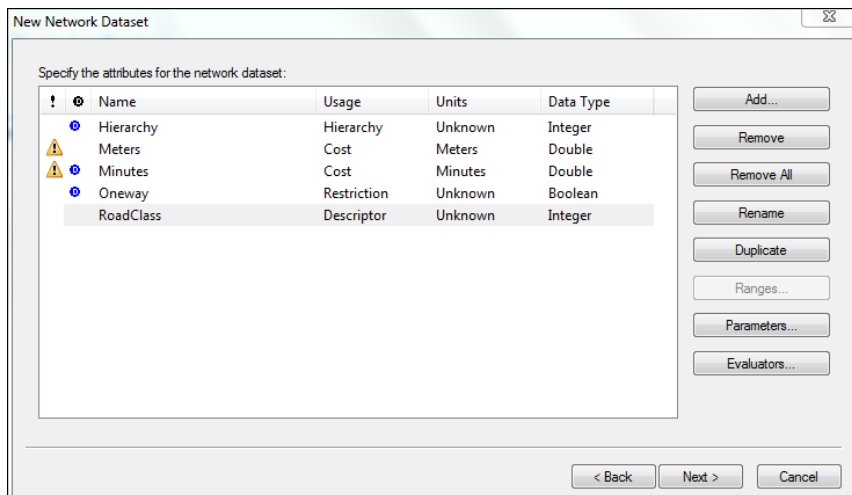 New Network Dataset
Specify the attributes for the network dataset:
! Name Usage Units Data Type
Hierarchy Hierarchy Unknown Integer
Meters Cost Meters Double
Minutes Cost Minutes Double
Oneway Restriction Unknown Boolean
RoadClass Descriptor Unknown Integer
Add...
Remove
Remove All
Rename
Duplicate
Ranges...
Parameters...
Evaluators...
< Back Next > Cancel